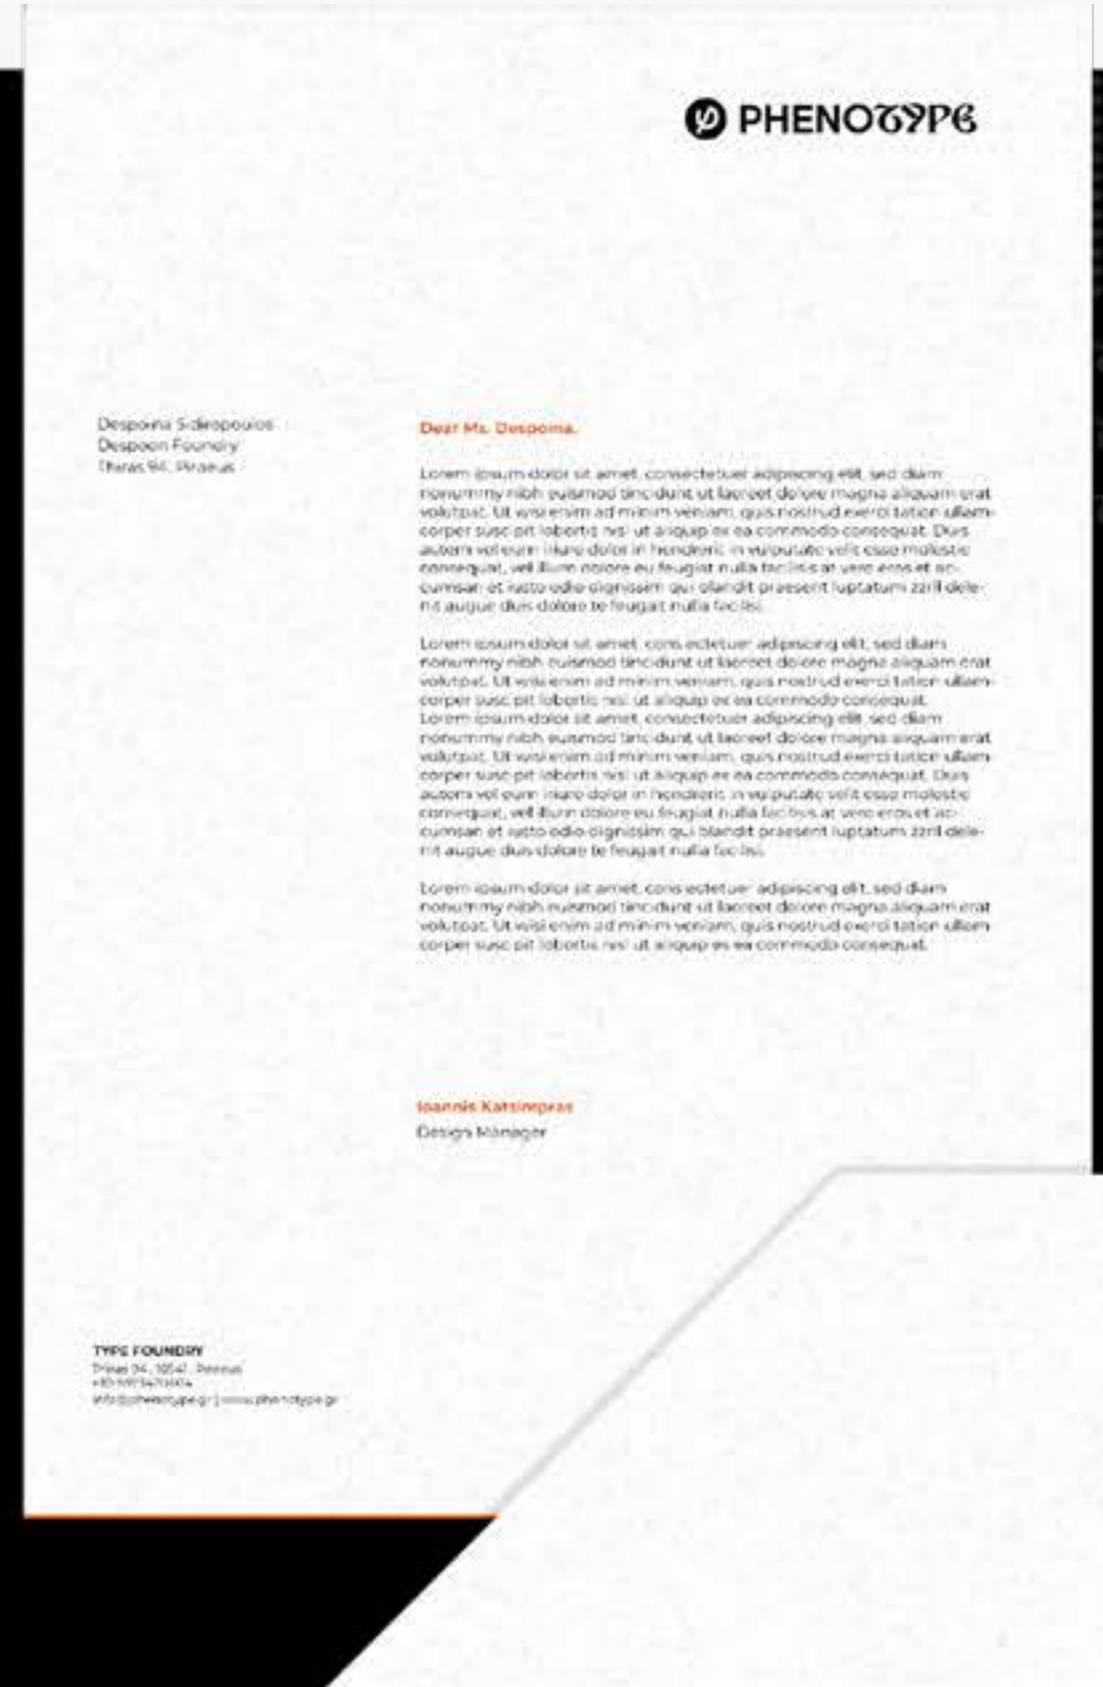 PHENOTYPE
Despoina Sidiropoulos
Despoon Foundry
Thiras 94, Piraeus
Dear Ms. Despoina,
Lorem ipsum dolor sit amet, consectetuer adipiscing elit, sed diam
nonummy nibh euismod tincidunt ut laoreet dolore magna aliquam erat
volutpat. Ut wisi enim ad minim veniam, quis nostrud exerci tation ullam-
corper suscipit lobortis nisl ut aliquip ex ea commodo consequat. Duis
autem vel eum iriure dolor in hendrerit in vulputate velit esse molestie
consequat, vel illum dolore eu feugiat nulla facilisis at vero eros et ac-
cumsan et iusto odio dignissim qui blandit praesent luptatum zzril dele-
nit augue duis dolore te feugait nulla facilisi.
Lorem ipsum dolor sit amet, cons ectetuer adipiscing elit, sed diam
nonummy nibh euismod tincidunt ut laoreet dolore magna aliquam erat
volutpat. Ut wisi enim ad minim veniam, quis nostrud exerci tation ullam-
corper suscipit lobortis nisl ut aliquip ex ea commodo consequat.
Lorem ipsum dolor sit amet, consectetuer adipiscing elit, sed diam
nonummy nibh euismod tincidunt ut laoreet dolore magna aliquam erat
volutpat. Ut wisi enim ad minim veniam, quis nostrud exerci tation ullam-
corper suscipit lobortis nisl ut aliquip ex ea commodo consequat. Duis
autem vel eum iriure dolor in hendrerit in vulputate velit esse molestie
consequat, vel illum dolore eu feugiat nulla facilisis at vero eros et ac-
cumsan et iusto odio dignissim qui blandit praesent luptatum zzril dele-
nit augue duis dolore te feugait nulla facilisi.
Lorem ipsum dolor sit amet, cons ectetuer adipiscing elit, sed diam
nonummy nibh euismod tincidunt ut laoreet dolore magna aliquam erat
volutpat. Ut wisi enim ad minim veniam, quis nostrud exerci tation ullam-
corper suscipit lobortis nisl ut aliquip ex ea commodo consequat.
Ioannis Katsimpras
Design Manager
TYPE FOUNDRY
Piraeus
info@phenotype.gr | www.phenotype.gr